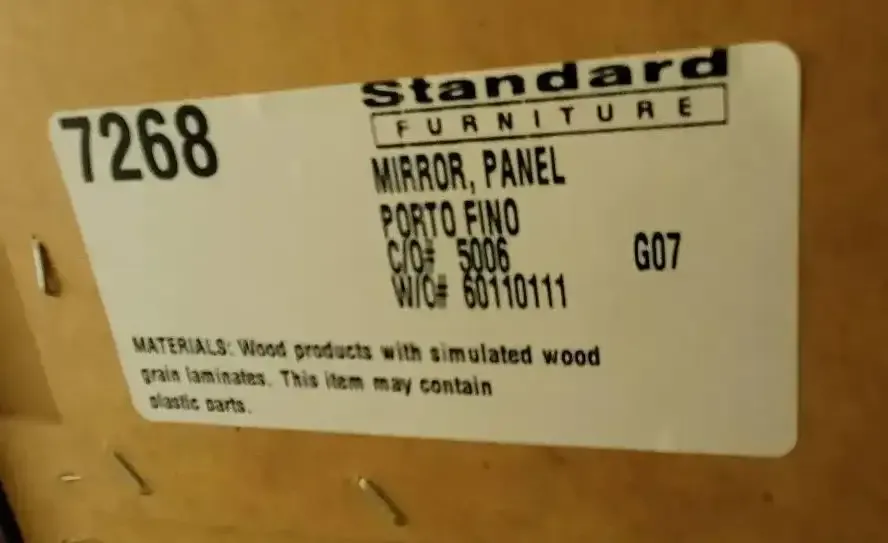 7268
Standard
FURNITURE
MIRROR, PANEL
PORTO FINO
C/O# 5006 G07
W/O# 60110111
MATERIALS: Wood products with simulated wood
grain laminates. This item may contain
plastic parts.